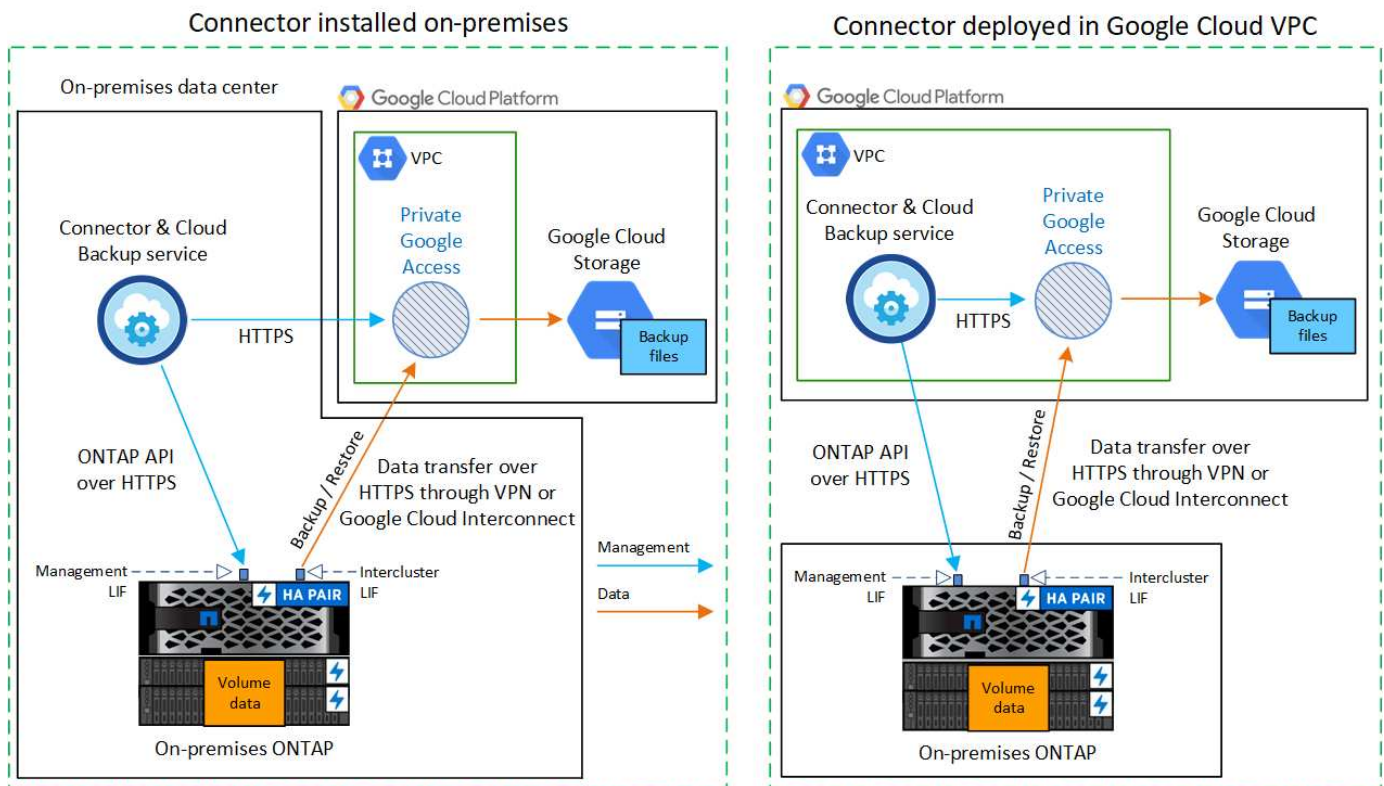 Connector installed on-premises
On-premises data center
Google Cloud Platform
VPC
Private
Google
Access
Connector & Cloud
Backup service
Google Cloud
Storage
HTTPS
Backup
files
ONTAP API
over HTTPS
Backup / Restore
Data transfer over
HTTPS through VPN or
Google Cloud Interconnect
Management
LIF
Intercluster
LIF
HA PAIR
Volume
data
On-premises ONTAP
Management
Data
Connector deployed in Google Cloud VPC
Google Cloud Platform
VPC
Connector & Cloud
Backup service
Private
Google
Access
Google Cloud
Storage
HTTPS
Backup
files
ONTAP API
over HTTPS
Backup / Restore
Data transfer over
HTTPS through VPN or
Google Cloud Interconnect
Management
LIF
Intercluster
LIF
HA PAIR
Volume
data
On-premises ONTAP